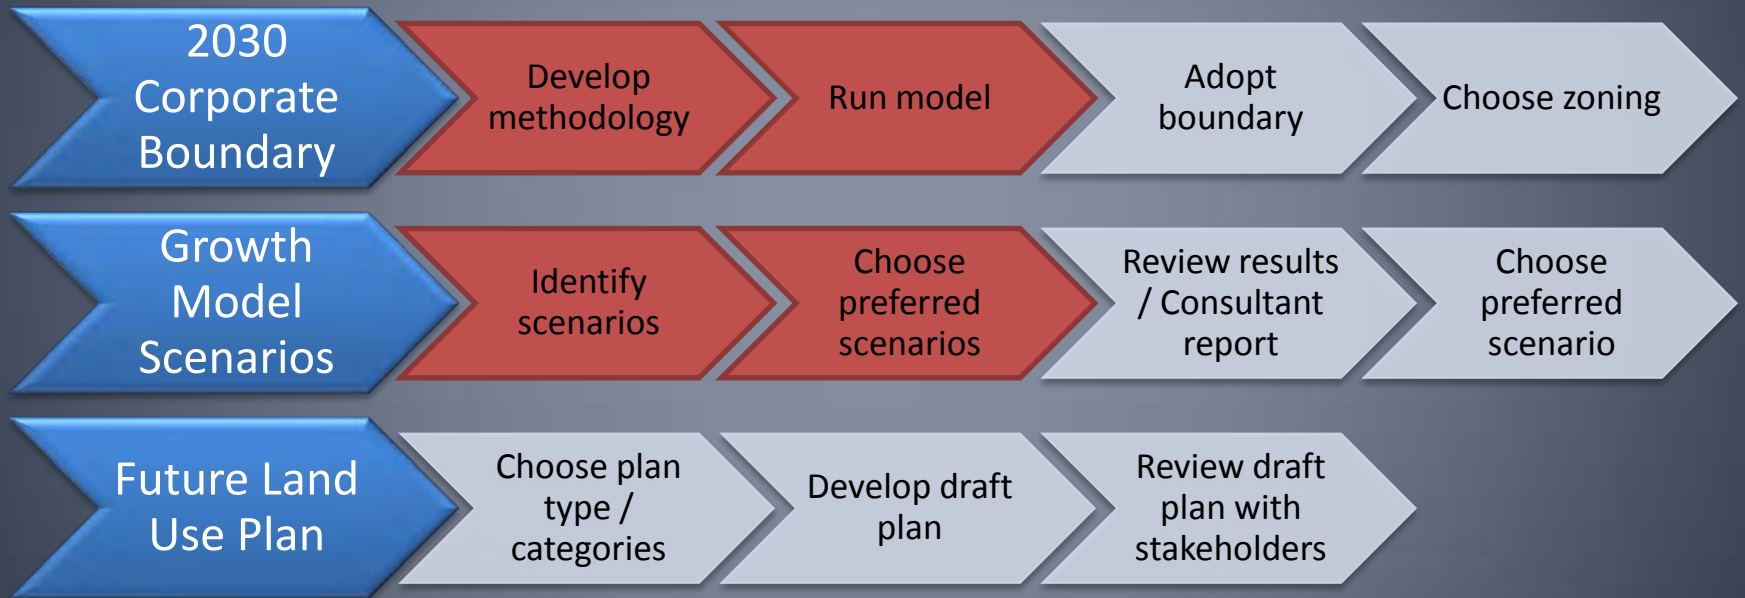 2030
Corporate
Boundary
Develop
methodology
Run model
Adopt
boundary
Choose zoning
Growth
Model
Scenarios
Identify
scenarios
Choose
preferred
scenarios
Review results
/ Consultant
report
Choose
preferred
scenario
Future Land
Use Plan
Choose plan
type /
categories
Develop draft
plan
Review draft
plan with
stakeholders